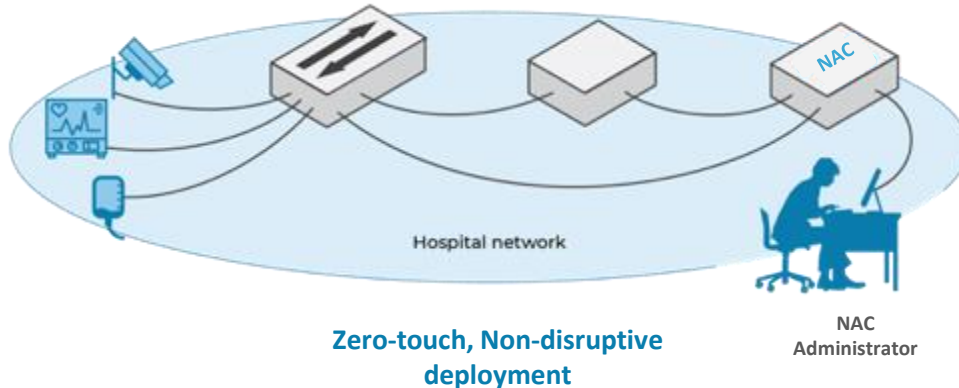 NAC
Hospital network
Zero-touch, Non-disruptive
deployment
NAC
Administrator